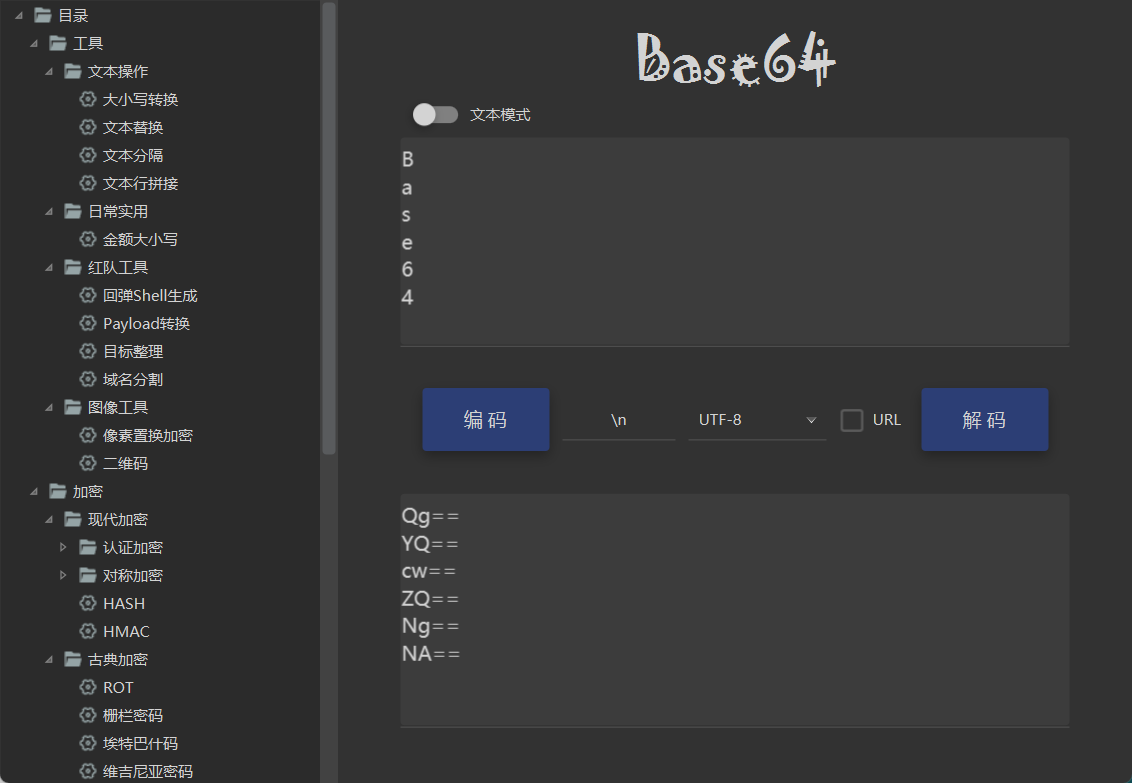 目录
工具
文本操作
大小写转换
文本替换
文本分隔
文本行拼接
日常实用
金额大小写
红队工具
回弹Shell生成
Payload转换
目标整理
域名分割
图像工具
像素置换加密
二维码
加密
现代加密
认证加密
对称加密
HASH
HMAC
古典加密
ROT
栅栏密码
埃特巴什码
维吉尼亚密码
Base64
文本模式
B
a
s
e
6
4
编码
\n
UTF-8
URL
解码
Qg==
YQ==
cw==
ZQ==
Ng==
NA==